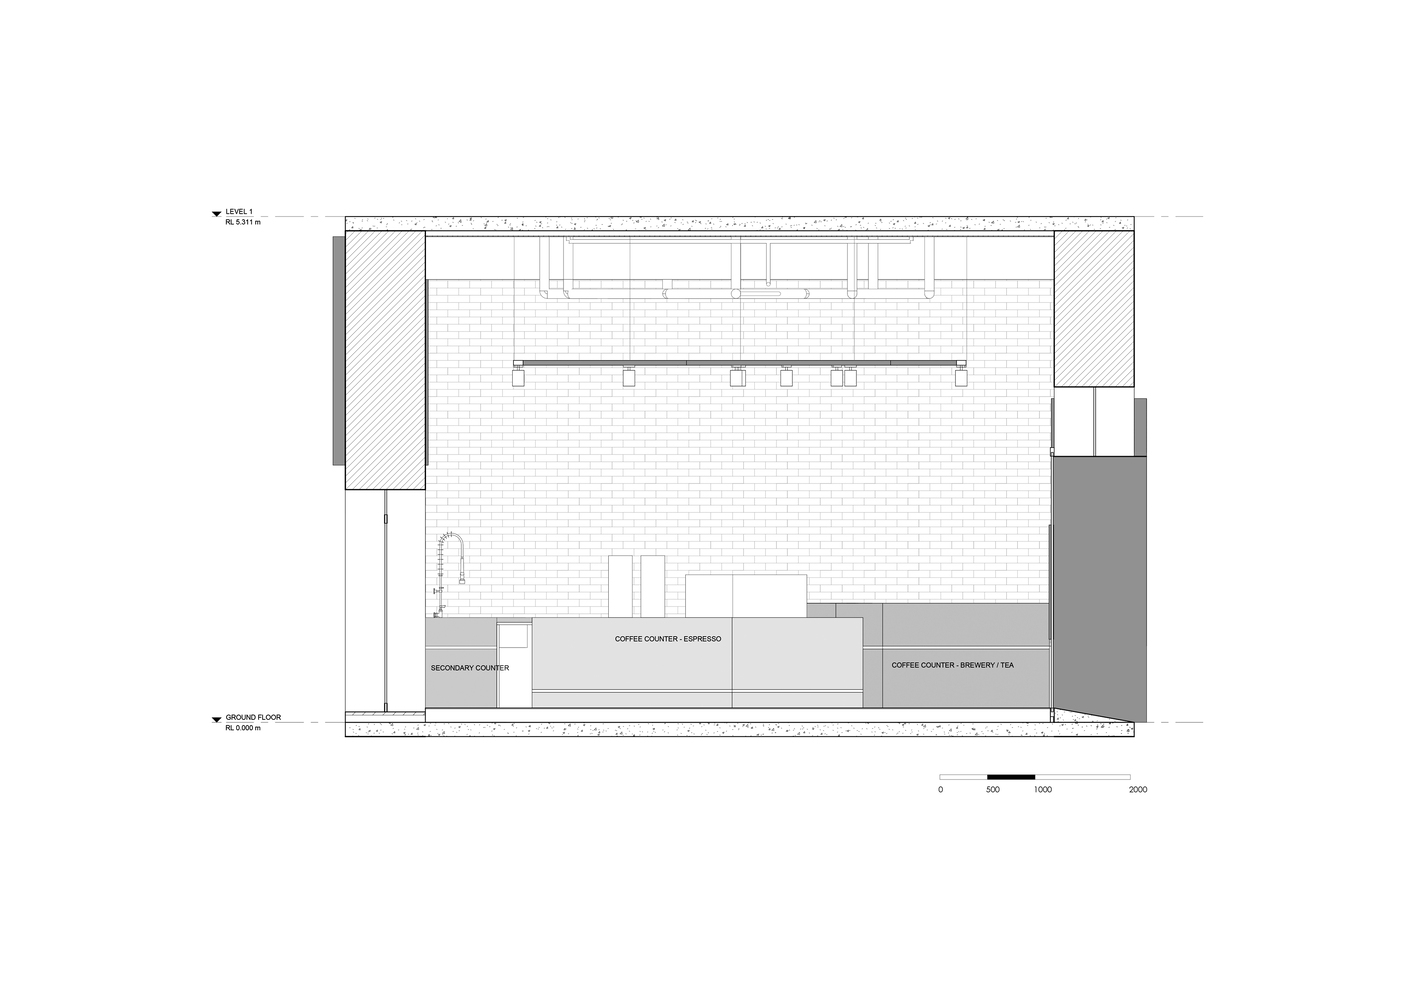 LEVEL 1
RL 5.311 m
COFFEE COUNTER - ESPRESSO
SECONDARY COUNTER
COFFEE COUNTER - BREWERY / TEA
GROUND FLOOR
RL 0.000 m
0 500 1000 2000